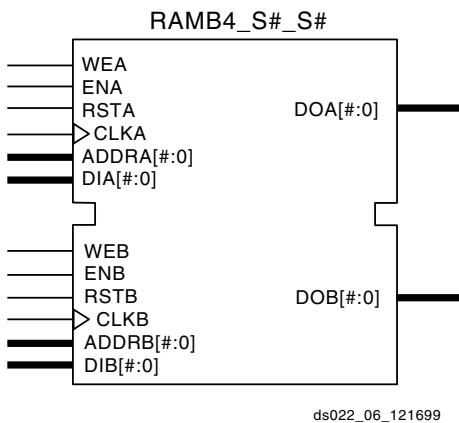 RAMB4_S#_S#
WEA
ENA
RSTA
CLKA
ADDRA[#:0]
DIA[#:0]
DOA[#:0]
WEB
ENB
RSTB
CLKB
ADDRB[#:0]
DIB[#:0]
DOB[#:0]
ds022_06_121699